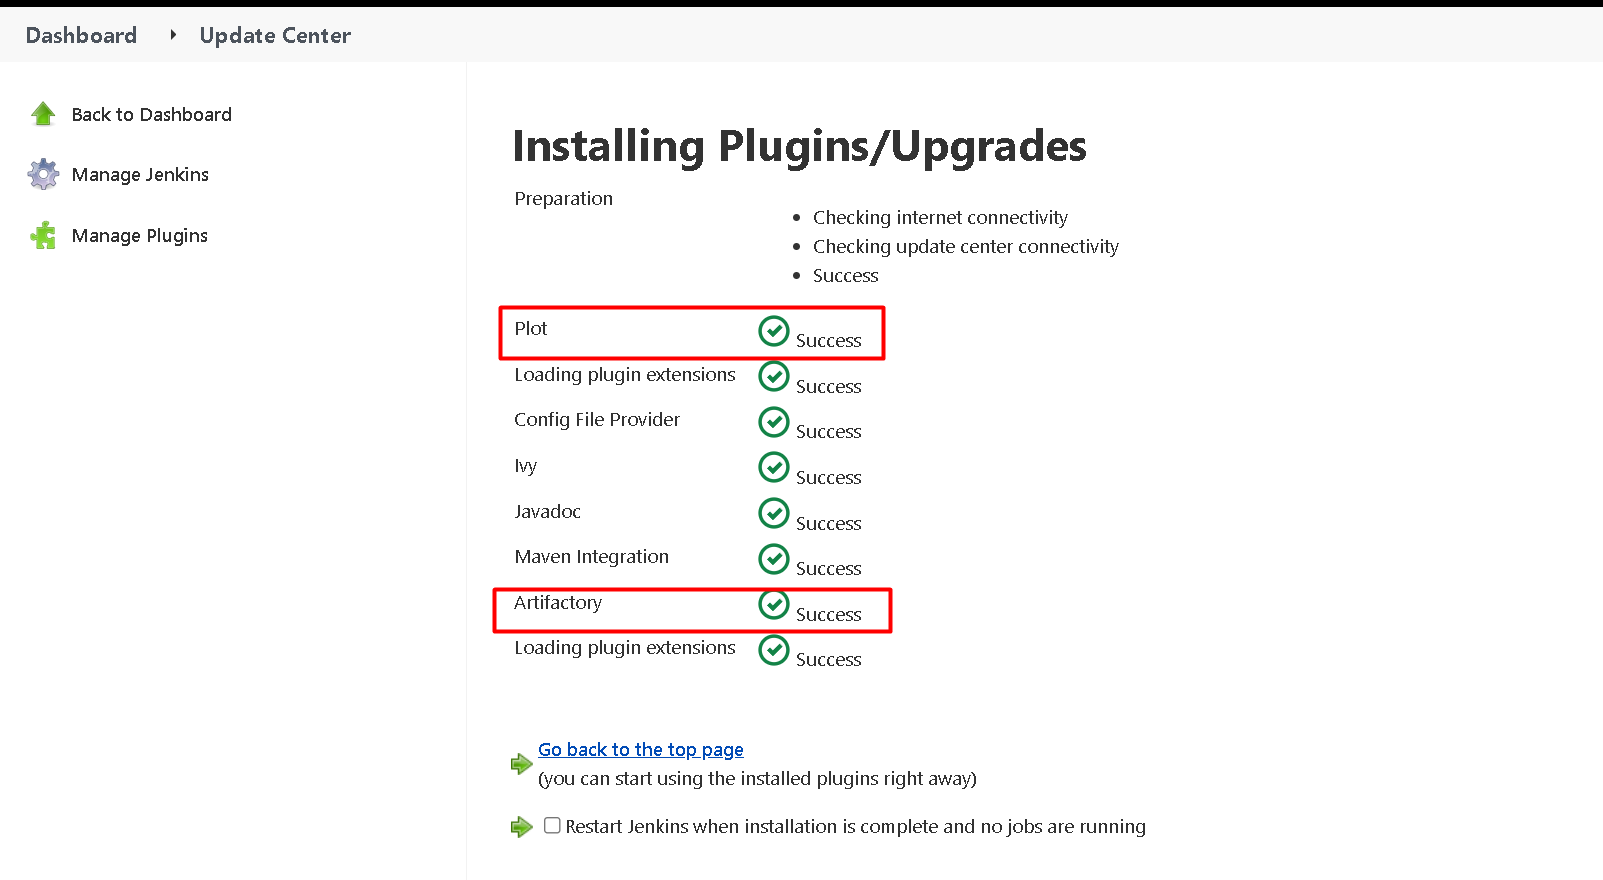 Dashboard
Update Center
Back to Dashboard
Manage Jenkins
Manage Plugins
Installing Plugins/Upgrades
Preparation
Checking internet connectivity
Checking update center connectivity
Success
Plot Success
Loading plugin extensions Success
Config File Provider Success
Ivy Success
Javadoc Success
Maven Integration Success
Artifactory Success
Loading plugin extensions Success
Go back to the top page
(you can start using the installed plugins right away)
Restart Jenkins when installation is complete and no jobs are running